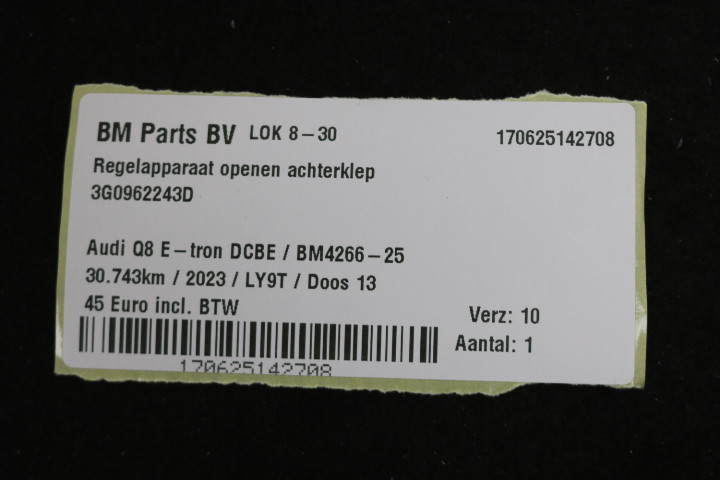 BM Parts BV LOK 8-30 170625142708
Regelapparaat openen achterklep
3G0962243D
Audi Q8 E-tron DCBE / BM4266-25
30.743km / 2023 / LY9T / Doos 13
45 Euro incl. BTW
Verz: 10
Aantal: 1
170625142708